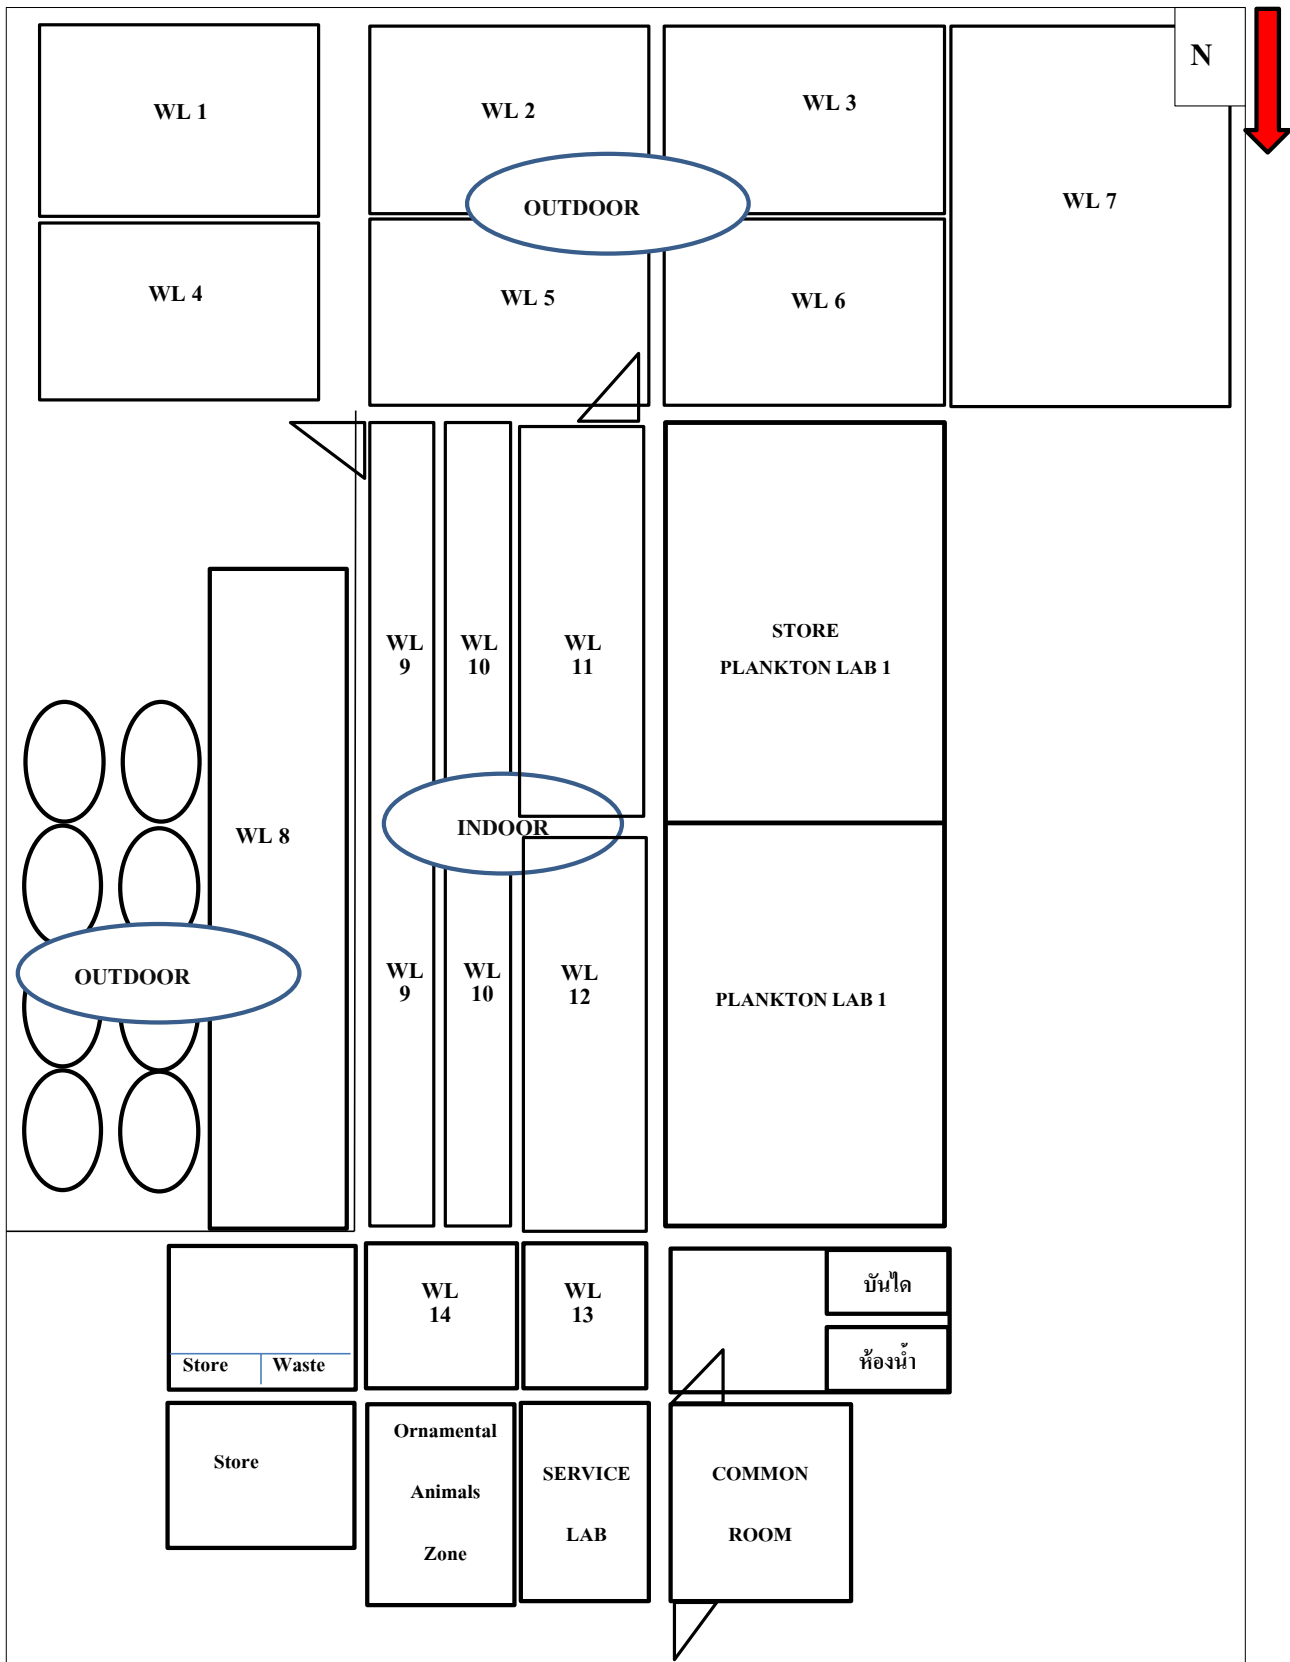 N
WL 1
WL 2
WL 3
WL 7
OUTDOOR
WL 4
WL 5
WL 6
STORE
PLANKTON LAB 1
WL
9
WL
10
WL
11
WL 8
INDOOR
OUTDOOR
WL
9
WL
10
WL
12
PLANKTON LAB 1
WL
14
WL
13
บันได
ห้องน้ำ
Store
Waste
Store
Ornamental
Animals
Zone
SERVICE
LAB
COMMON
ROOM